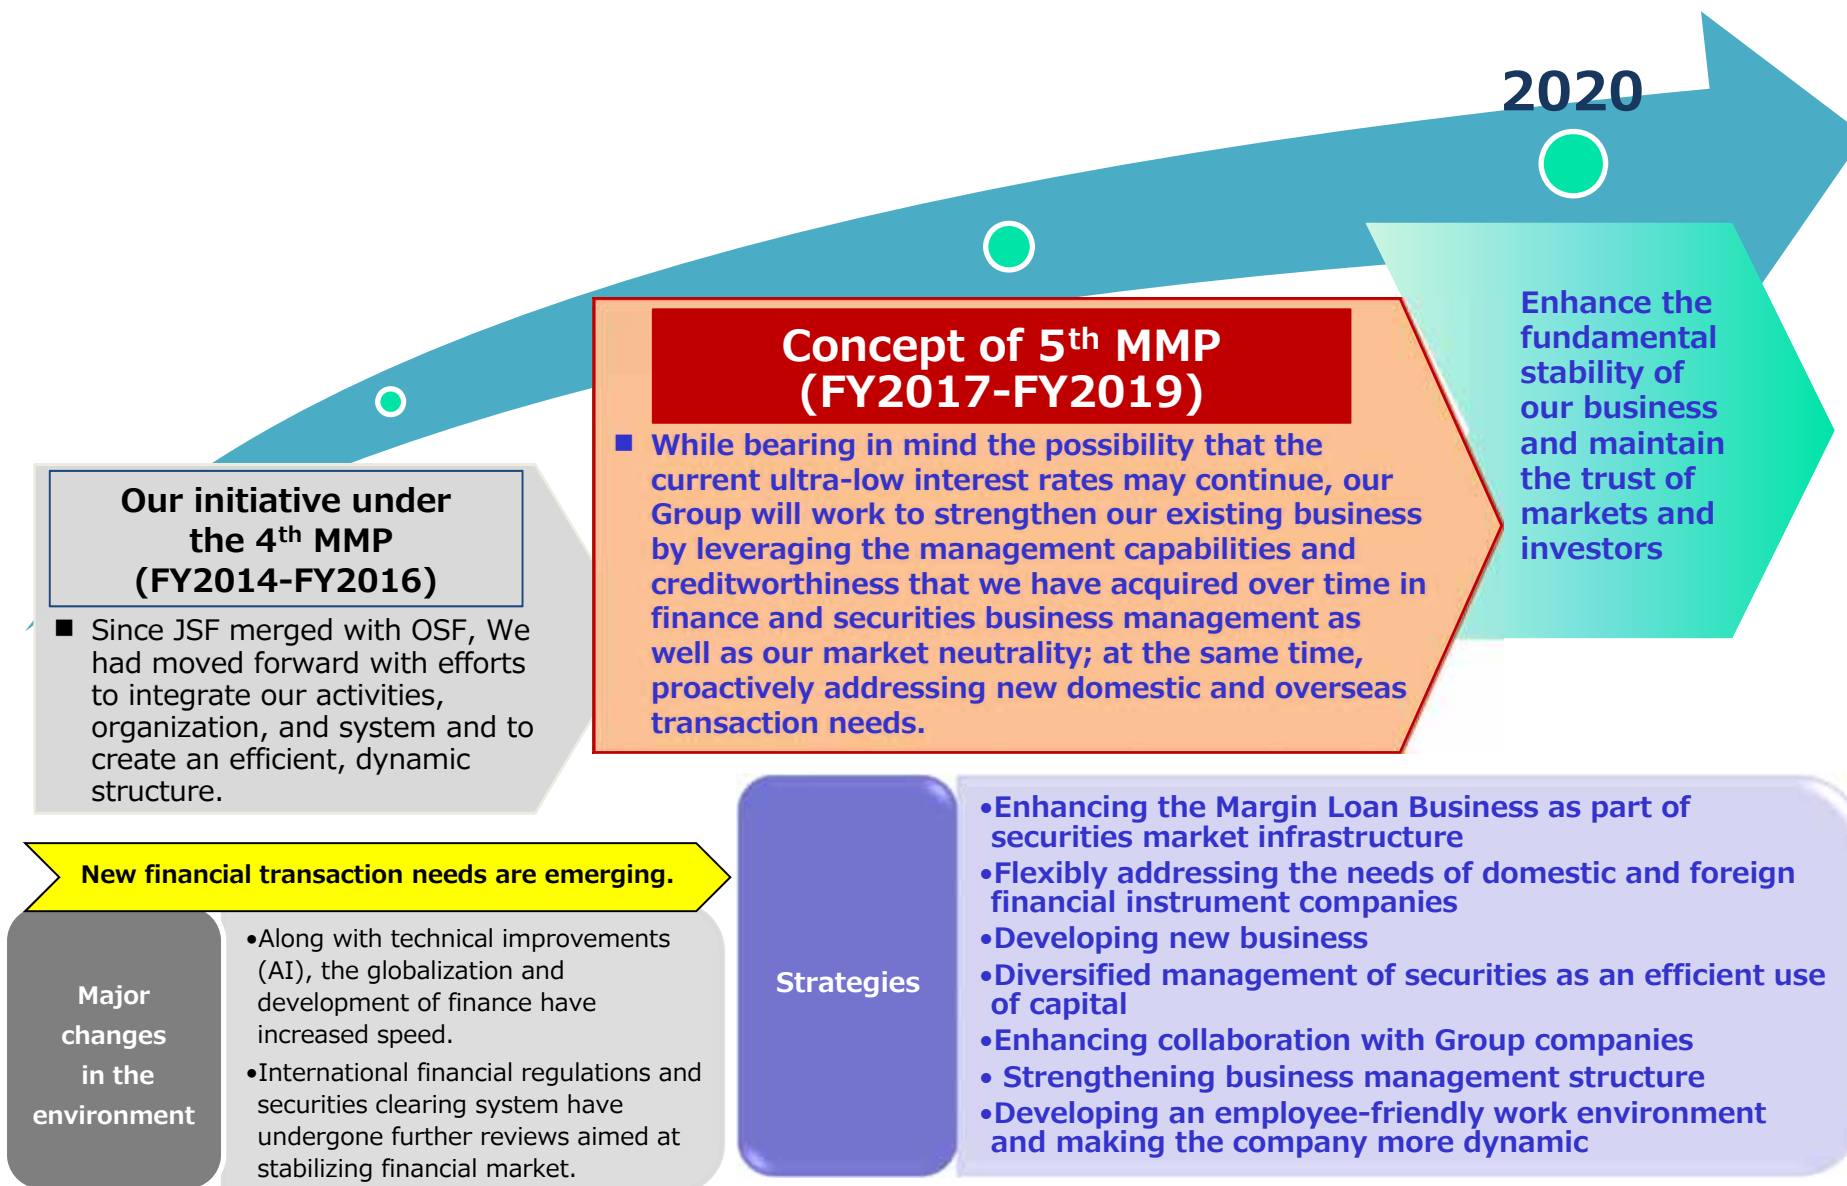 2020
Our initiative under
the 4th MMP
(FY2014-FY2016)
■ Since JSF merged with OSF, We
had moved forward with efforts
to integrate our activities,
organization, and system and to
create an efficient, dynamic
structure.
Concept of 5th MMP
(FY2017-FY2019)
■ While bearing in mind the possibility that the
current ultra-low interest rates may continue, our
Group will work to strengthen our existing business
by leveraging the management capabilities and
creditworthiness that we have acquired over time in
finance and securities business management as
well as our market neutrality; at the same time,
proactively addressing new domestic and overseas
transaction needs.
Enhance the
fundamental
stability of
our business
and maintain
the trust of
markets and
investors
New financial transaction needs are emerging.
Major
changes
in the
environment
•Along with technical improvements
(AI), the globalization and
development of finance have
increased speed.
•International financial regulations and
securities clearing system have
undergone further reviews aimed at
stabilizing financial market.
Strategies
•Enhancing the Margin Loan Business as part of
securities market infrastructure
•Flexibly addressing the needs of domestic and foreign
financial instrument companies
•Developing new business
•Diversified management of securities as an efficient use
of capital
•Enhancing collaboration with Group companies
• Strengthening business management structure
•Developing an employee-friendly work environment
and making the company more dynamic